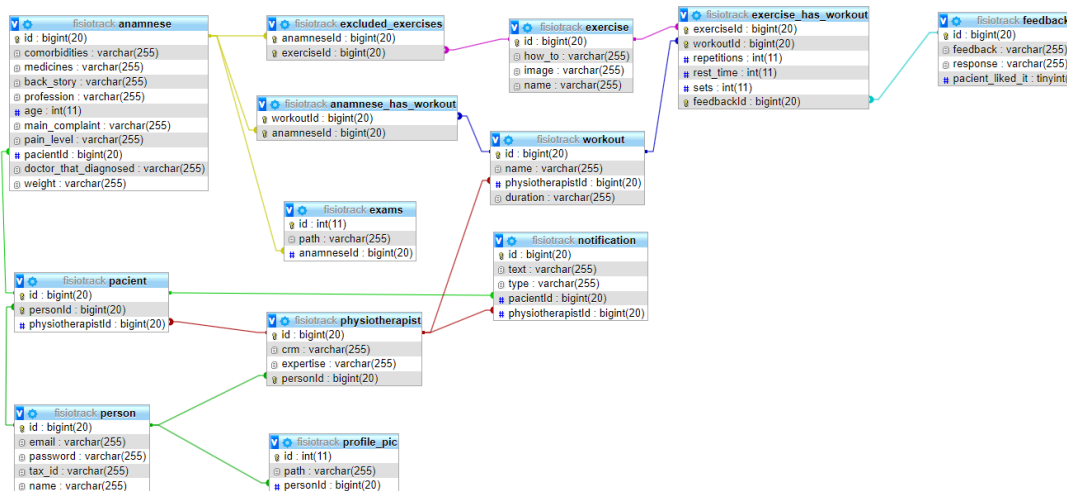 fisiotrack anamnese
id : bigint(20)
comorbidities : varchar(255)
medicines : varchar(255)
back_story : varchar(255)
profession : varchar(255)
age : int(11)
main_complaint : varchar(255)
pain_level : varchar(255)
pacientId : bigint(20)
doctor_that_diagnosed : varchar(255)
weight : varchar(255)
fisiotrack excluded_exercises
anamneseId : bigint(20)
exerciseId : bigint(20)
fisiotrack exercise
id : bigint(20)
how_to : varchar(255)
image : varchar(255)
name : varchar(255)
fisiotrack exercise_has_workout
exerciseId : bigint(20)
workoutId : bigint(20)
repetitions : int(11)
rest_time : int(11)
sets : int(11)
feedbackId : bigint(20)
fisiotrack feedback
id : bigint(20)
feedback : varchar(255)
response : varchar(255)
pacient_liked_it : tinyint(
fisiotrack anamnese_has_workout
workoutId : bigint(20)
anamneseId : bigint(20)
fisiotrack workout
id : bigint(20)
name : varchar(255)
physiotherapistId : bigint(20)
duration : varchar(255)
fisiotrack exams
id : int(11)
path : varchar(255)
anamneseId : bigint(20)
fisiotrack notification
id : bigint(20)
text : varchar(255)
type : varchar(255)
pacientId : bigint(20)
physiotherapistId : bigint(20)
fisiotrack pacient
id : bigint(20)
personId : bigint(20)
physiotherapistId : bigint(20)
fisiotrack physiotherapist
id : bigint(20)
crm : varchar(255)
expertise : varchar(255)
personId : bigint(20)
fisiotrack person
id : bigint(20)
email : varchar(255)
password : varchar(255)
tax_id : varchar(255)
name : varchar(255)
fisiotrack profile_pic
id : int(11)
path : varchar(255)
personId : bigint(20)